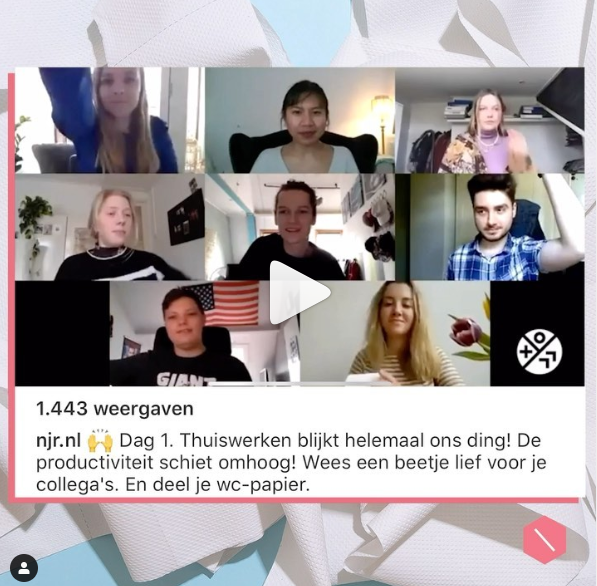 GIANT
1.443 weergaven
njr.nl 🙌 Dag 1. Thuiswerken blijkt helemaal ons ding! De
productiviteit schiet omhoog! Wees een beetje lief voor je
collega's. En deel je wc-papier.